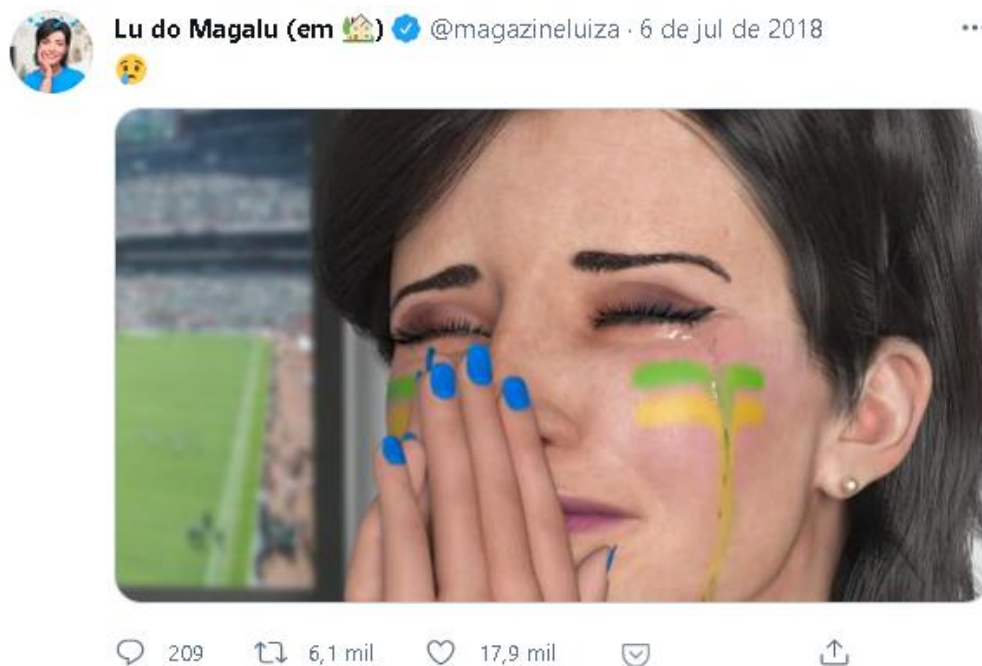 Lu do Magalu (em 🏡) @magazineluiza · 6 de jul de 2018
😢
209 6,1 mil 17,9 mil